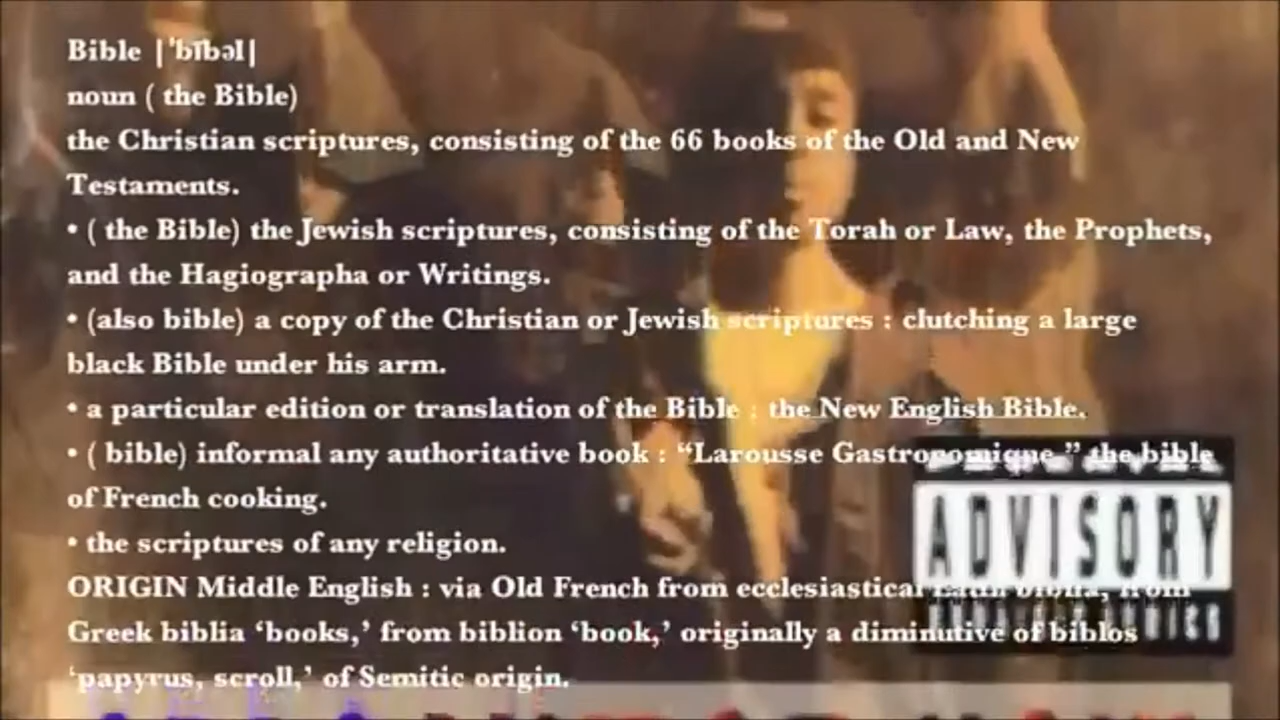 Bible |ˈbībəl|
noun ( the Bible)
the Christian scriptures, consisting of the 66 books of the Old and New
Testaments.
• ( the Bible) the Jewish scriptures, consisting of the Torah or Law, the Prophets,
and the Hagiographa or Writings.
• (also bible) a copy of the Christian or Jewish scriptures : clutching a large
black Bible under his arm.
• a particular edition or translation of the Bible : the New English Bible.
• ( bible) informal any authoritative book : “Larousse Gastronomique ” the bible
of French cooking.
ADVISORY
• the scriptures of any religion.
ORIGIN Middle English : via Old French from ecclesiastical Latin biblia, from
Greek biblia ‘books,’ from biblion ‘book,’ originally a diminutive of biblos
‘papyrus, scroll,’ of Semitic origin.